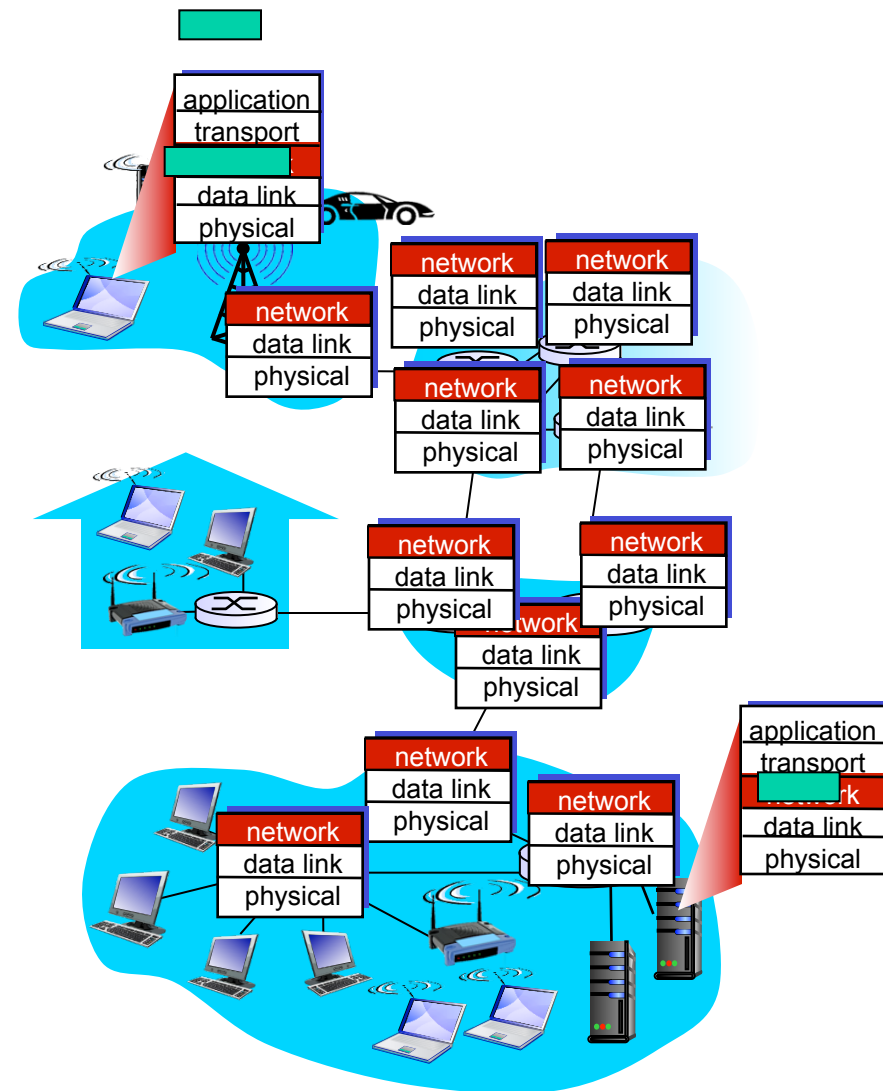 application
transport
data link
physical
network
data link
physical
network
data link
physical
network
data link
physical
network
data link
physical
network
data link
physical
network
data link
physical
network
data link
physical
network
data link
physical
application
transport
network
data link
physical
network
data link
physical
network
data link
physical
network
data link
physical